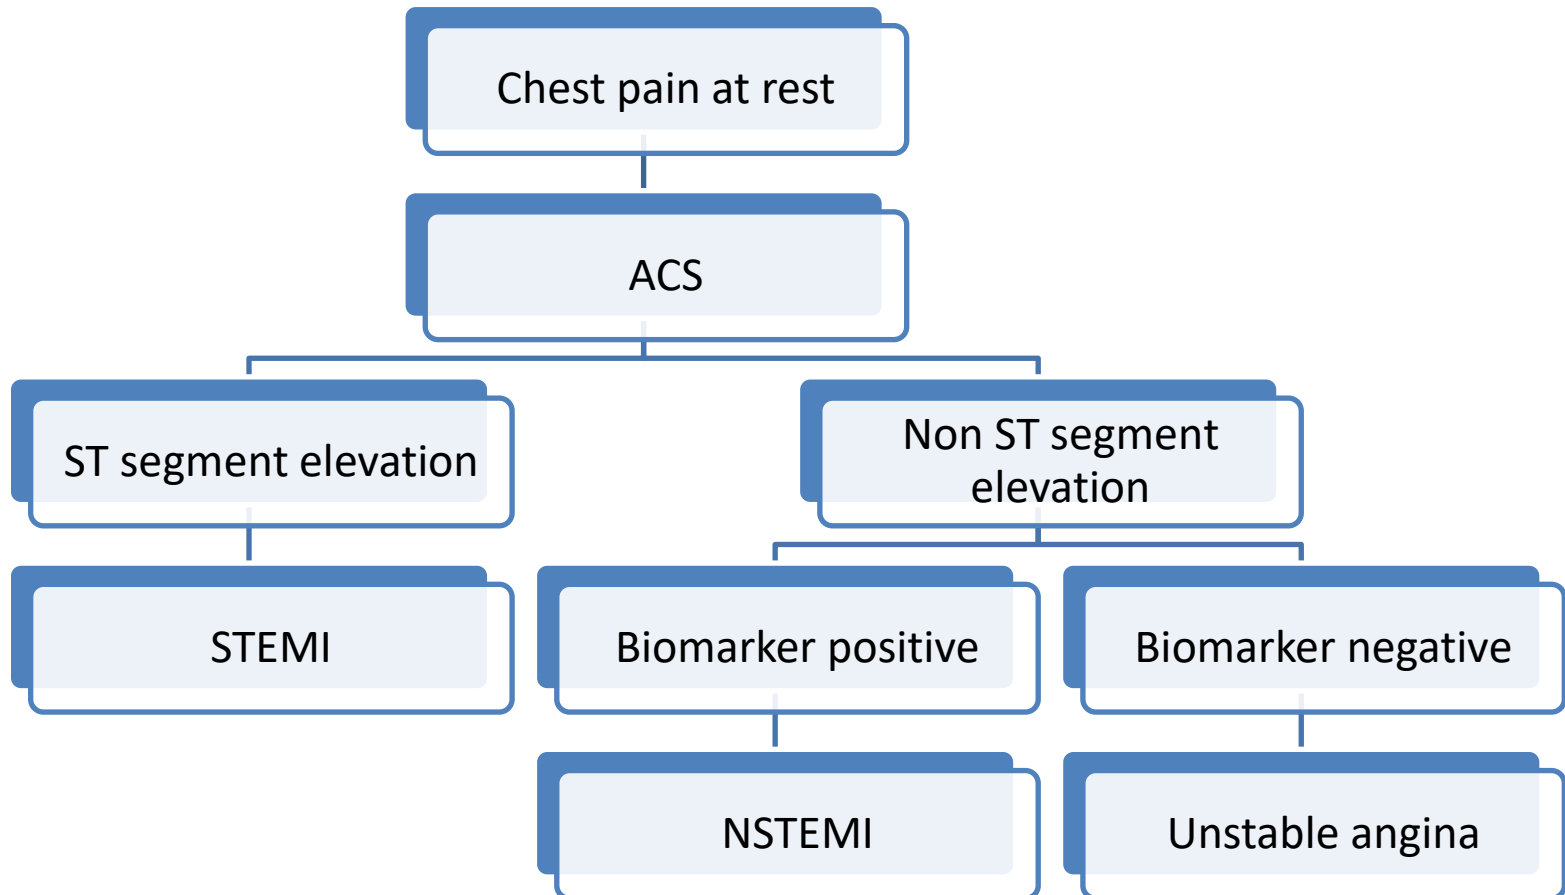 Chest pain at rest
ACS
ST segment elevation
Non ST segment
elevation
STEMI
Biomarker positive
Biomarker negative
NSTEMI
Unstable angina